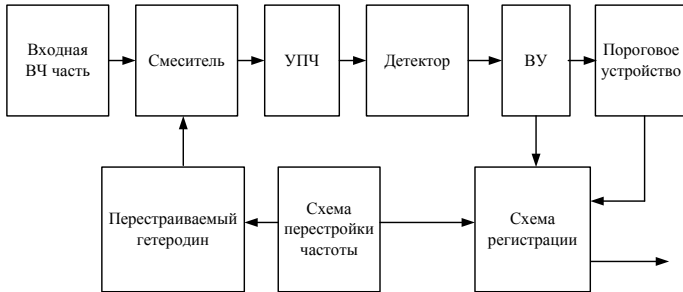 Входная
ВЧ часть
Смеситель
УПЧ
Детектор
ВУ
Пороговое
устройство
Перестраиваемый
гетеродин
Схема
перестройки
частоты
Схема
регистрации